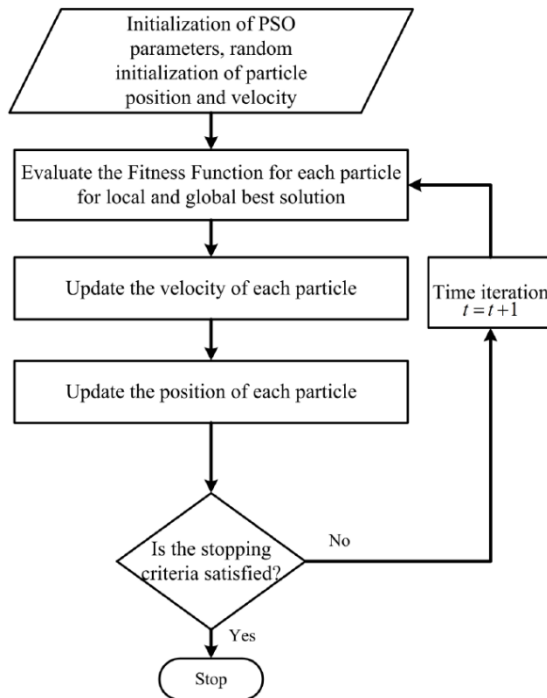 Initialization of PSO
parameters, random
initialization of particle
position and velocity
Evaluate the Fitness Function for each particle
for local and global best solution
Update the velocity of each particle
Time iteration
t = t+1
Update the position of each particle
Is the stopping
criteria satisfied?
No
Yes
Stop